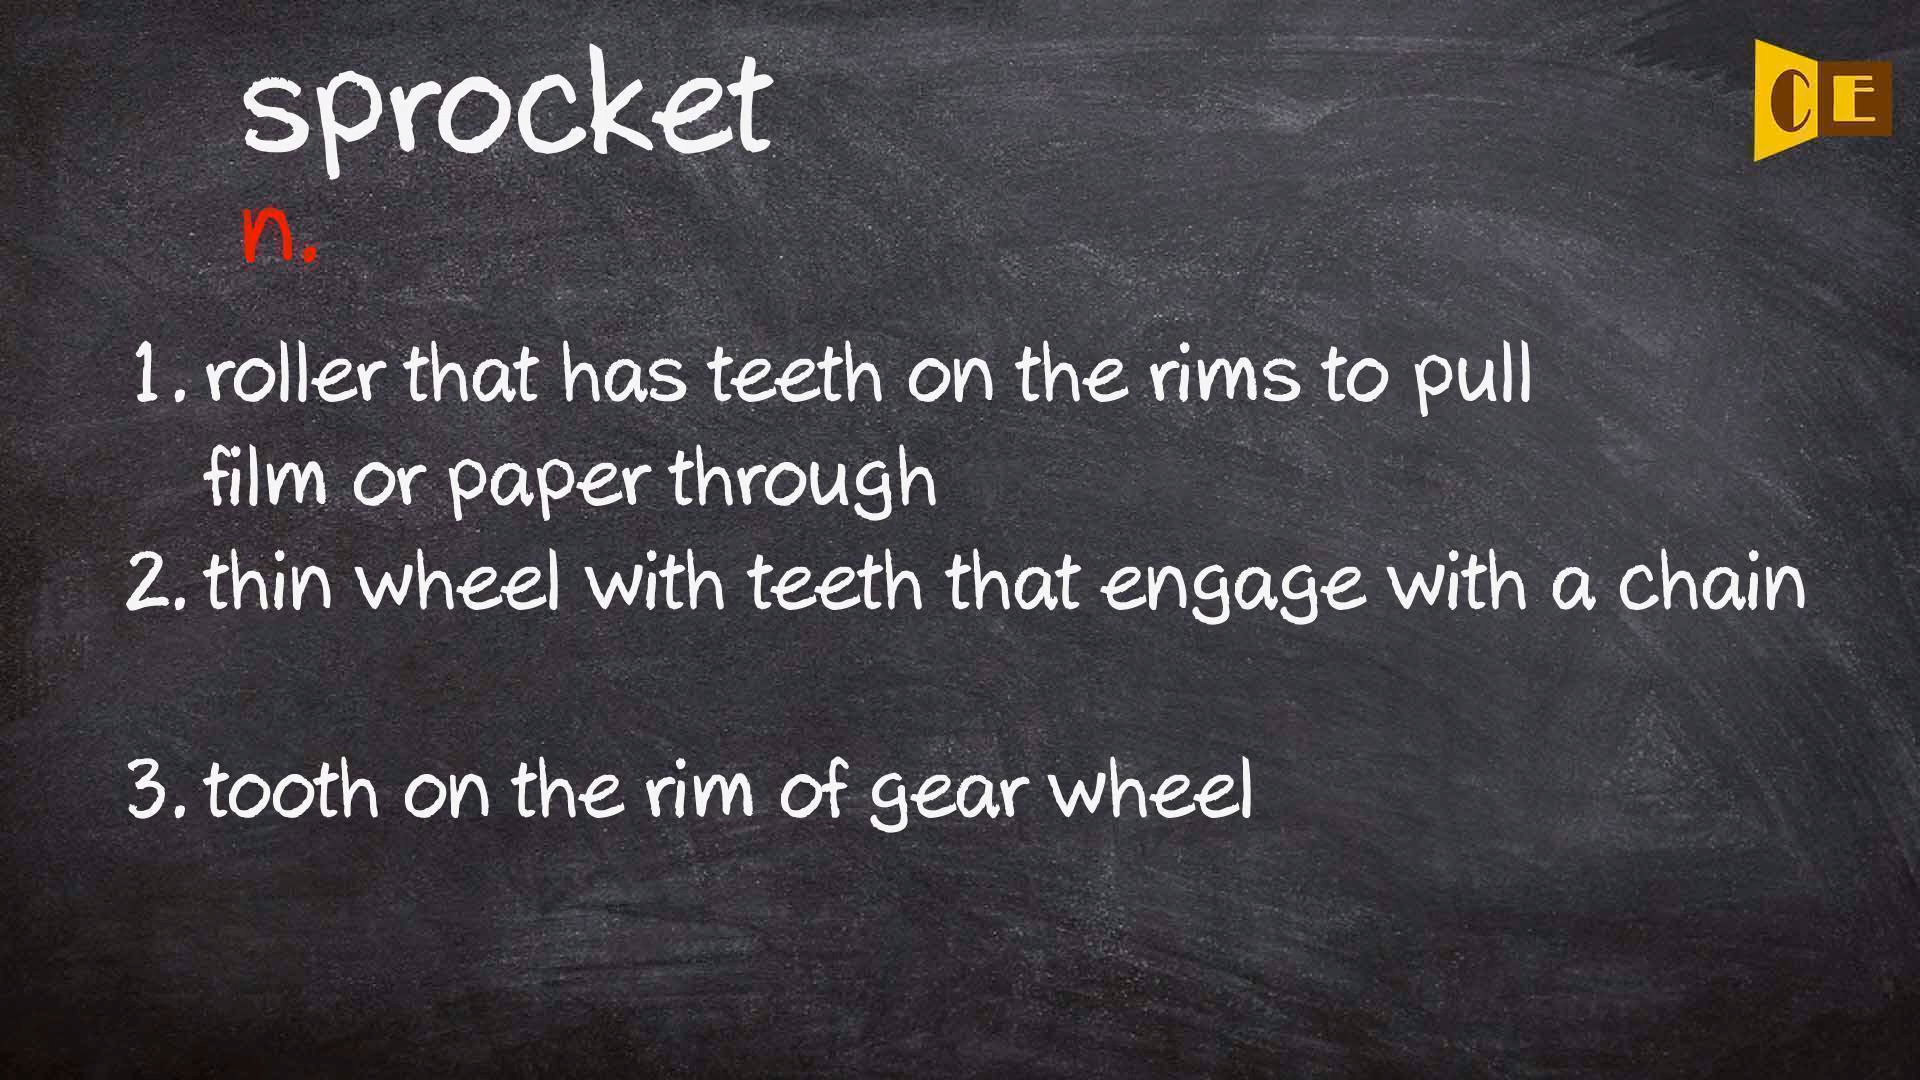 sprocket
CE
n.
1. roller that has teeth on the rims to pull
film or paper through
2. thin wheel with teeth that engage with a chain
3. tooth on the rim of gear wheel